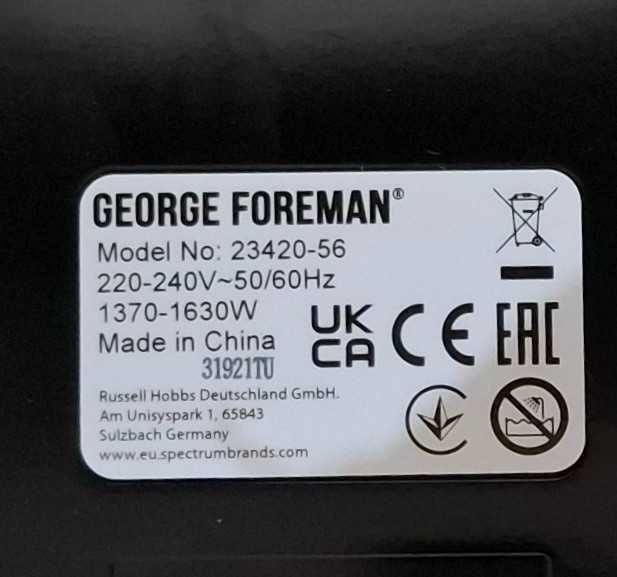 GEORGE FOREMAN®
Model No: 23420-56
220-240V~50/60Hz
1370-1630W
Made in China
31921TU
UK
CA
CE
EAC
Russell Hobbs Deutschland GmbH.
Am Unisyspark 1, 65843
Sulzbach Germany
www.eu.spectrumbrands.com